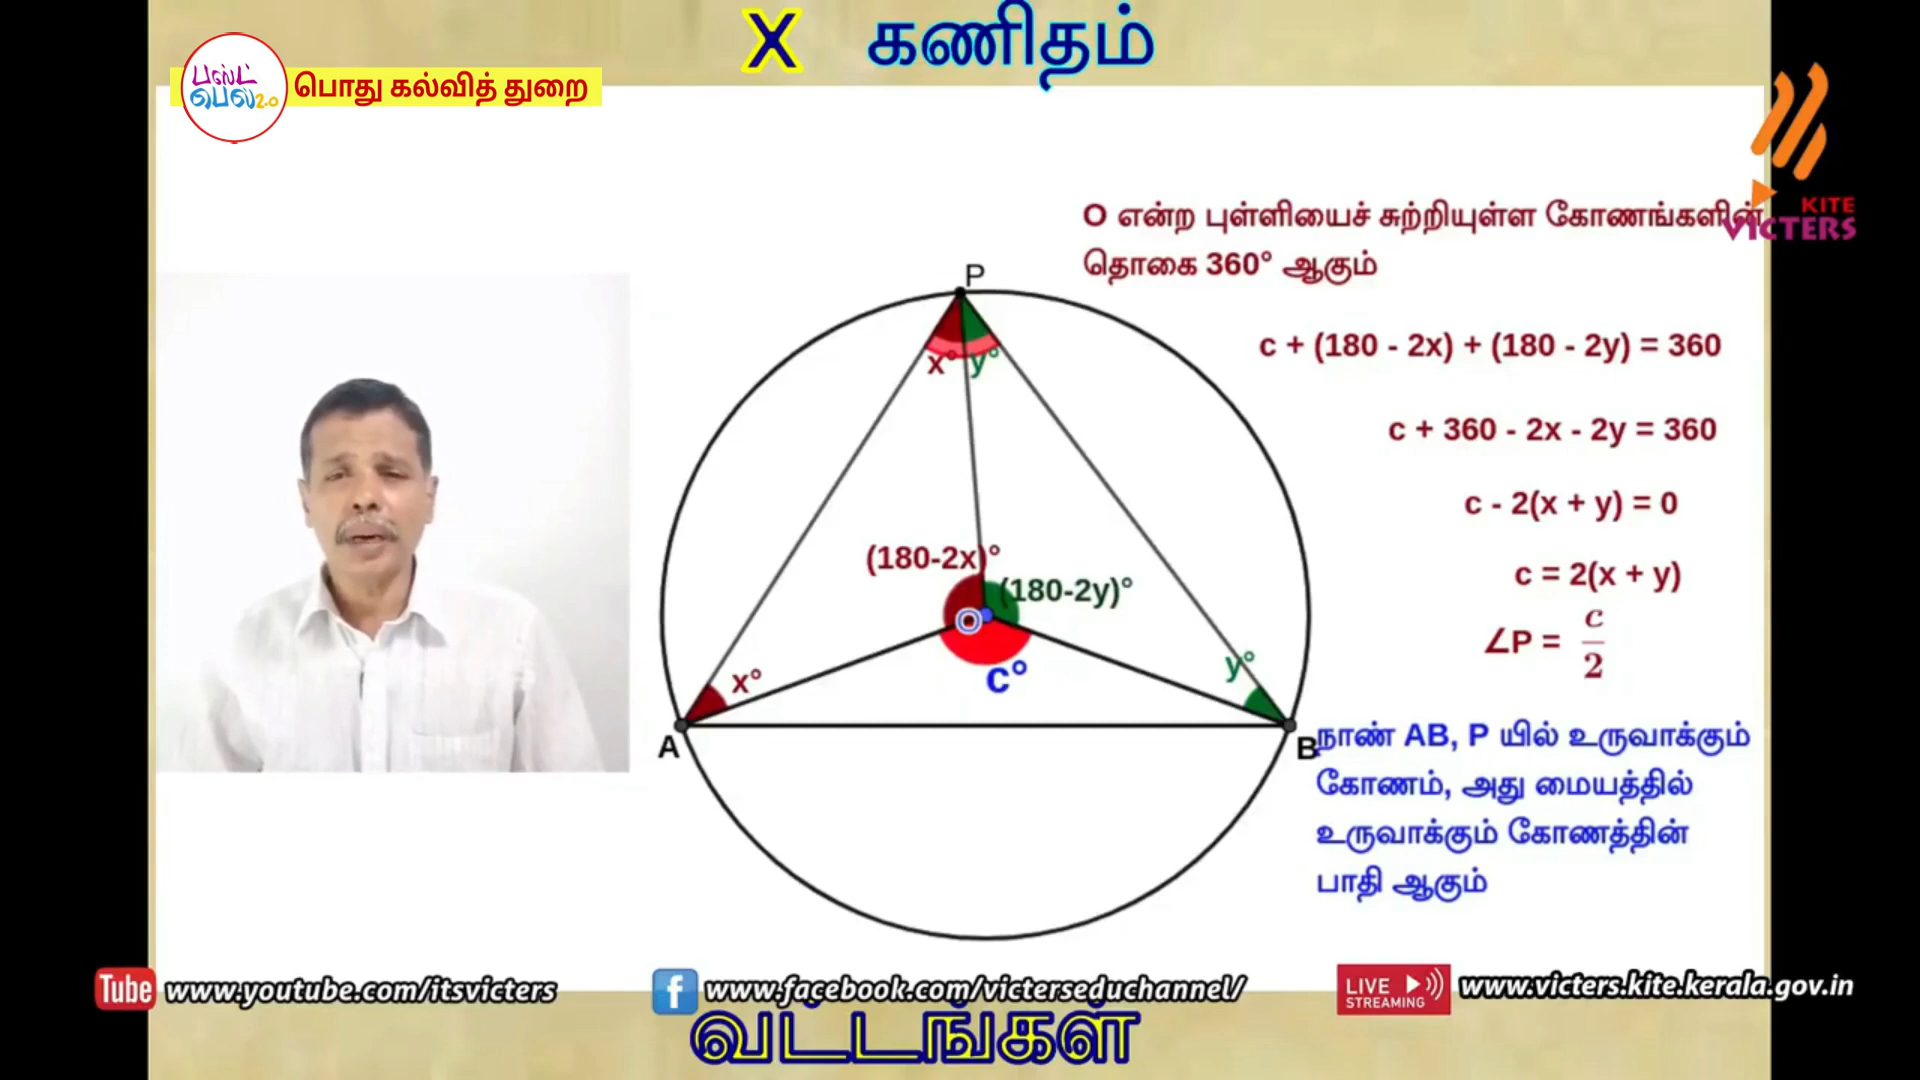 X கணிதம்
பஸ்ட்
பெல் 2.0
பொது கல்வித் துறை
KITE
VICTERS
O என்ற புள்ளியைச் சுற்றியுள்ள கோணங்களின்
தொகை 360° ஆகும்
c + (180 - 2x) + (180 - 2y) = 360
c + 360 - 2x - 2y = 360
c - 2(x + y) = 0
c = 2(x + y)
∠P = c/2
P
x° y°
(180-2x)°
(180-2y)°
O
c°
x°
y°
A
B
நாண் AB, P யில் உருவாக்கும்
கோணம், அது மையத்தில்
உருவாக்கும் கோணத்தின்
பாதி ஆகும்
Tube www.youtube.com/itsvicters
f www.facebook.com/victerseduchannel/
LIVE STREAMING www.victers.kite.kerala.gov.in
வட்டங்கள்